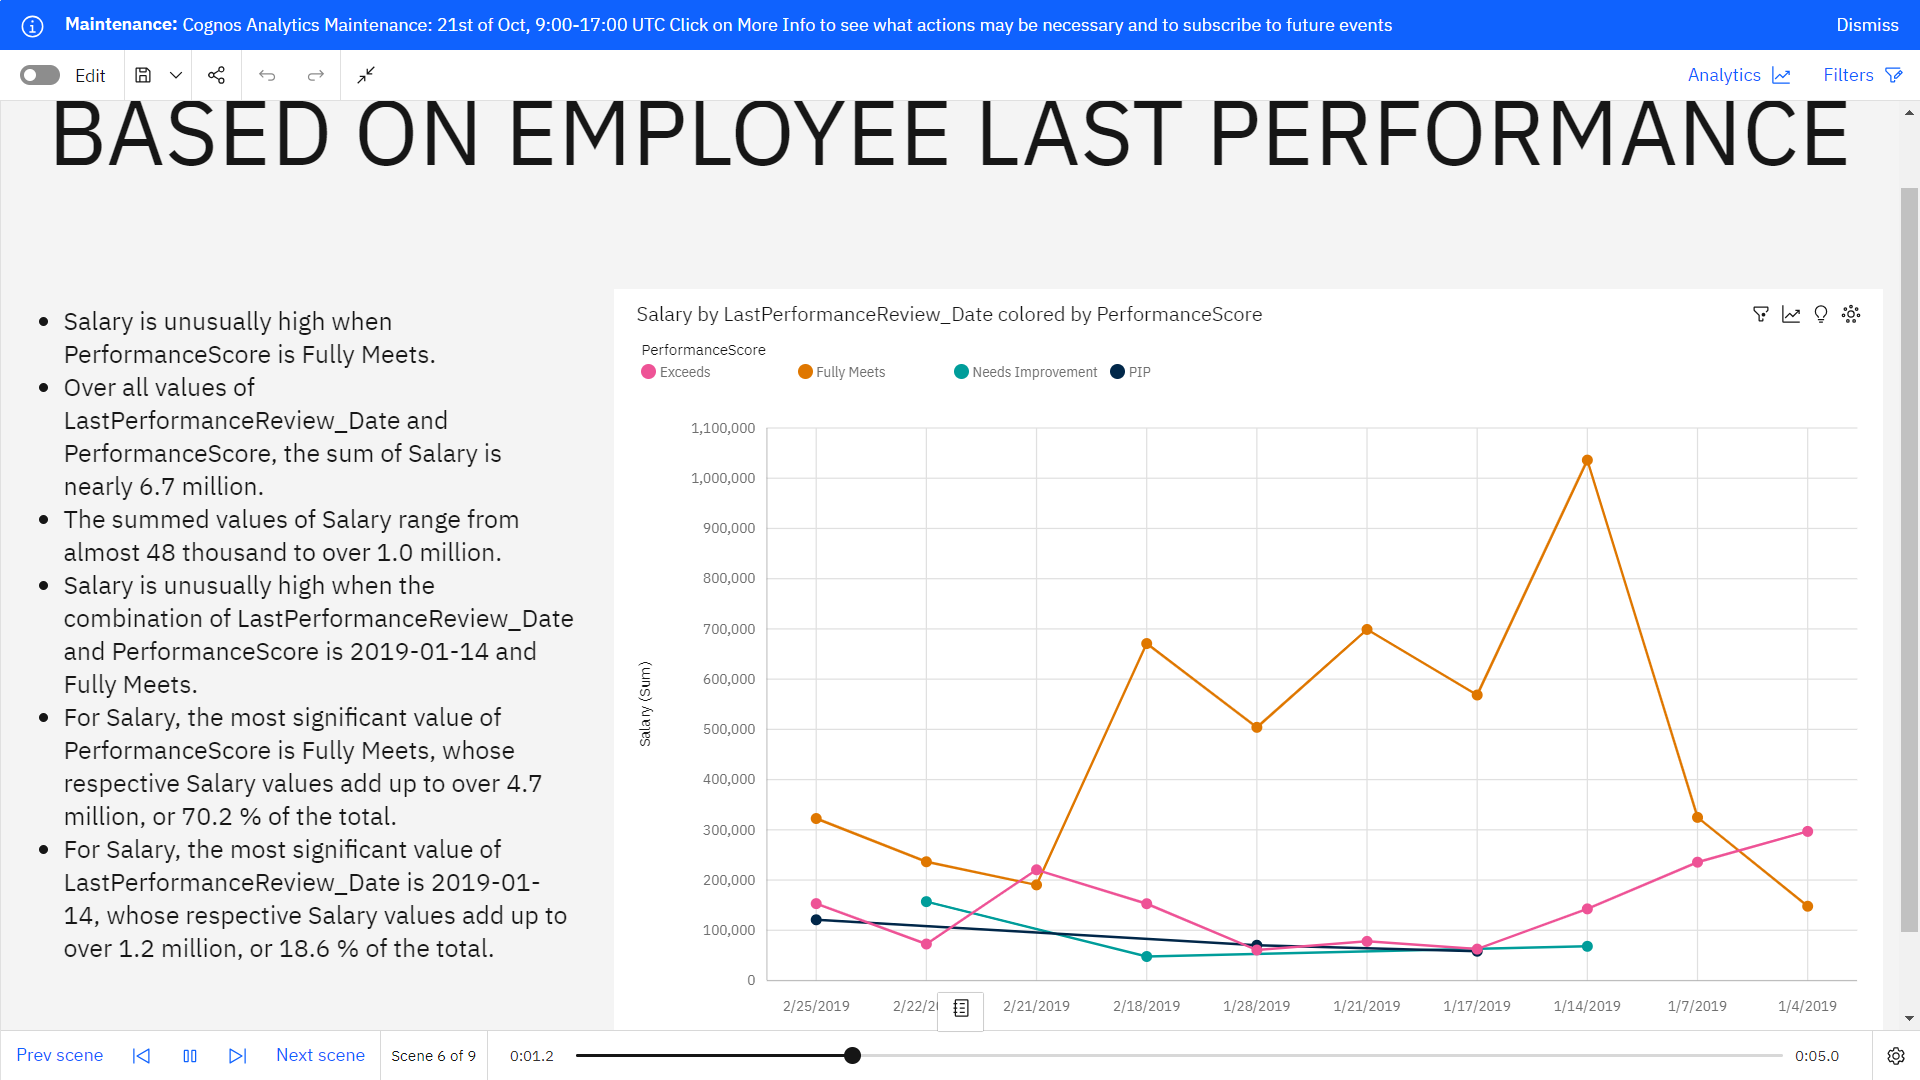 Maintenance: Cognos Analytics Maintenance: 21st of Oct, 9:00-17:00 UTC Click on More Info to see what actions may be necessary and to subscribe to future events
Dismiss
Edit
Analytics
Filters
BASED ON EMPLOYEE LAST PERFORMANCE
• Salary is unusually high when
PerformanceScore is Fully Meets.
• Over all values of
LastPerformanceReview_Date and
PerformanceScore, the sum of Salary is
nearly 6.7 million.
• The summed values of Salary range from
almost 48 thousand to over 1.0 million.
• Salary is unusually high when the
combination of LastPerformanceReview_Date
and PerformanceScore is 2019-01-14 and
Fully Meets.
• For Salary, the most significant value of
PerformanceScore is Fully Meets, whose
respective Salary values add up to over 4.7
million, or 70.2 % of the total.
• For Salary, the most significant value of
LastPerformanceReview_Date is 2019-01-
14, whose respective Salary values add up to
over 1.2 million, or 18.6 % of the total.
Salary by LastPerformanceReview_Date colored by PerformanceScore
PerformanceScore
Exceeds Fully Meets Needs Improvement PIP
Salary (Sum)
1,100,000
1,000,000
900,000
800,000
700,000
600,000
500,000
400,000
300,000
200,000
100,000
0
2/25/2019 2/22/20 2/21/2019 2/18/2019 1/28/2019 1/21/2019 1/17/2019 1/14/2019 1/7/2019 1/4/2019
Prev scene
Next scene
Scene 6 of 9
0:01.2
0:05.0